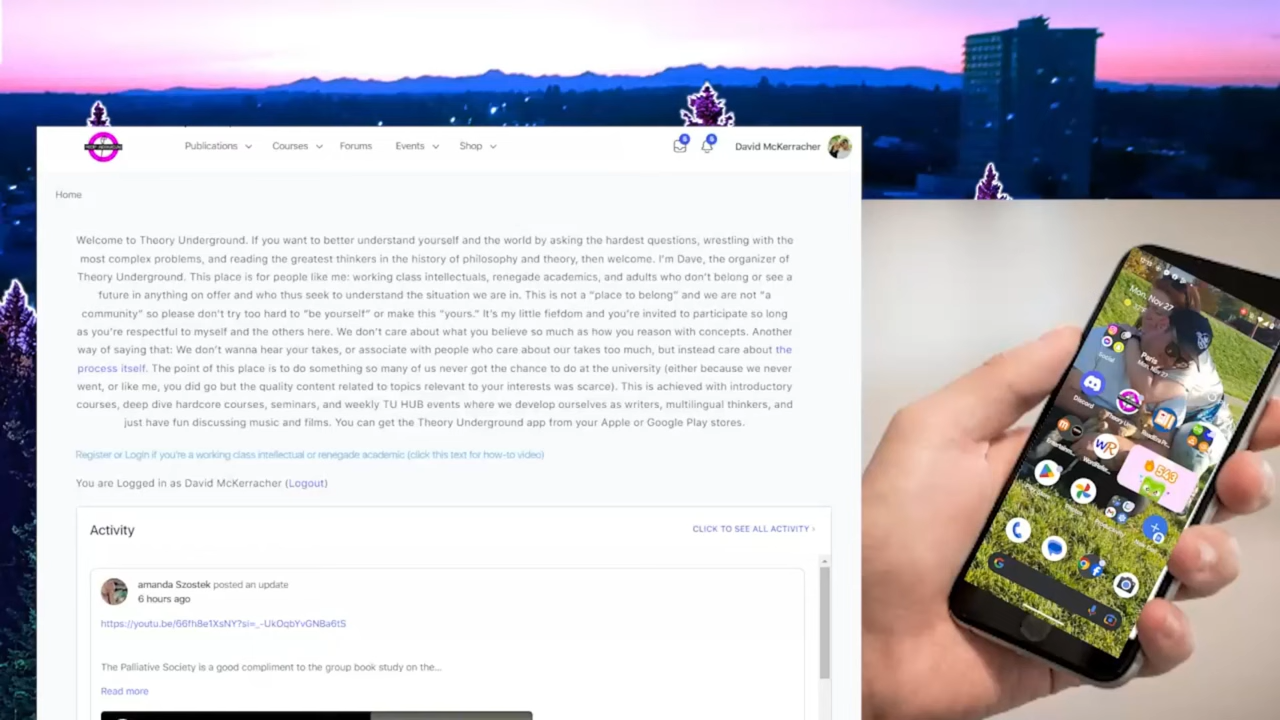 Publications
Courses
Forums
Events
Shop
David McKerracher
Home
Welcome to Theory Underground. If you want to better understand yourself and the world by asking the hardest questions, wrestling with the
most complex problems, and reading the greatest thinkers in the history of philosophy and theory, then welcome. I'm Dave, the organizer of
Theory Underground. This place is for people like me: working class intellectuals, renegade academics, and adults who don't belong or see a
future in anything on offer and who thus seek to understand the situation we are in. This is not a "place to belong" and we are not "a
community" so please don't try too hard to "be yourself" or make this "yours." It's my little fiefdom and you're invited to participate so long
as you're respectful to myself and the others here. We don't care about what you believe so much as how you reason with concepts. Another
way of saying that: We don't wanna hear your takes, or associate with people who care about our takes too much, but instead care about the
process itself. The point of this place is to do something so many of us never got the chance to do at the university (either because we never
went, or like me, you did go but the quality content related to topics relevant to your interests was scarce). This is achieved with introductory
courses, deep dive hardcore courses, seminars, and weekly TU HUB events where we develop ourselves as writers, multilingual thinkers, and
just have fun discussing music and films. You can get the Theory Underground app from your Apple or Google Play stores.
Register or Login if you're a working class intellectual or renegade academic (click this text for how-to video)
You are Logged in as David McKerracher (Logout)
Activity
CLICK TO SEE ALL ACTIVITY ›
amanda Szostek posted an update
6 hours ago
The Palliative Society is a good compliment to the group book study on the...
Read more
Mon, Nov 27
Paris
Mon, Nov 27
Social
Discord
543